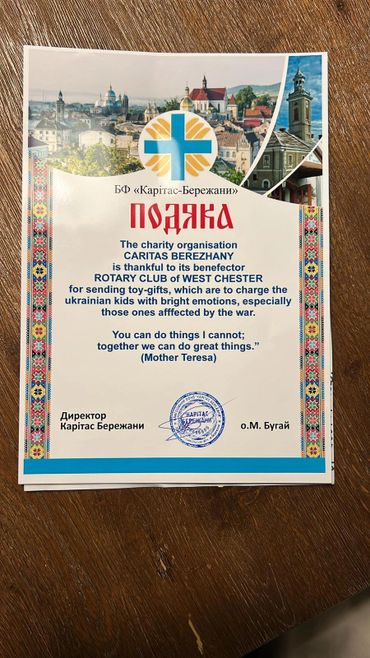 БФ «Карітас-Бережани»
ПОДЯКА
The charity organisation
CARITAS BEREZHANY
is thankful to its benefector
ROTARY CLUB of WEST CHESTER
for sending toy-gifts, which are to charge the
ukrainian kids with bright emotions, especially
those ones afffected by the war.
You can do things I cannot;
together we can do great things.”
(Mother Teresa)
Директор
Карітас Бережани
КАРІТАС
БЕРЕЖАНИ
о.М. Бугай